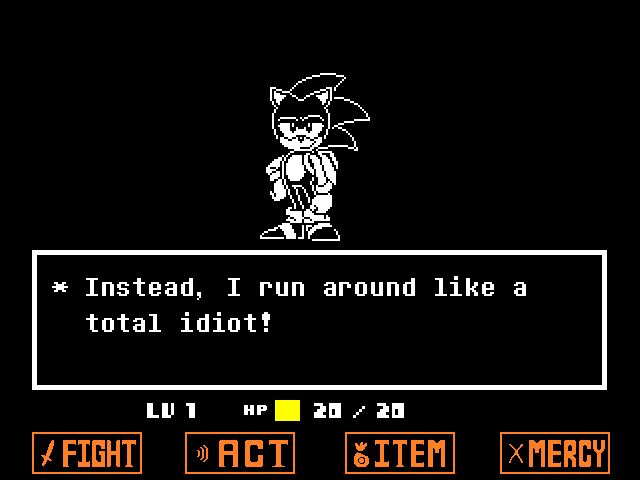 * Instead, I run around like a
total idiot!
LV 1 HP 20 / 20
FIGHT ACT ITEM MERCY